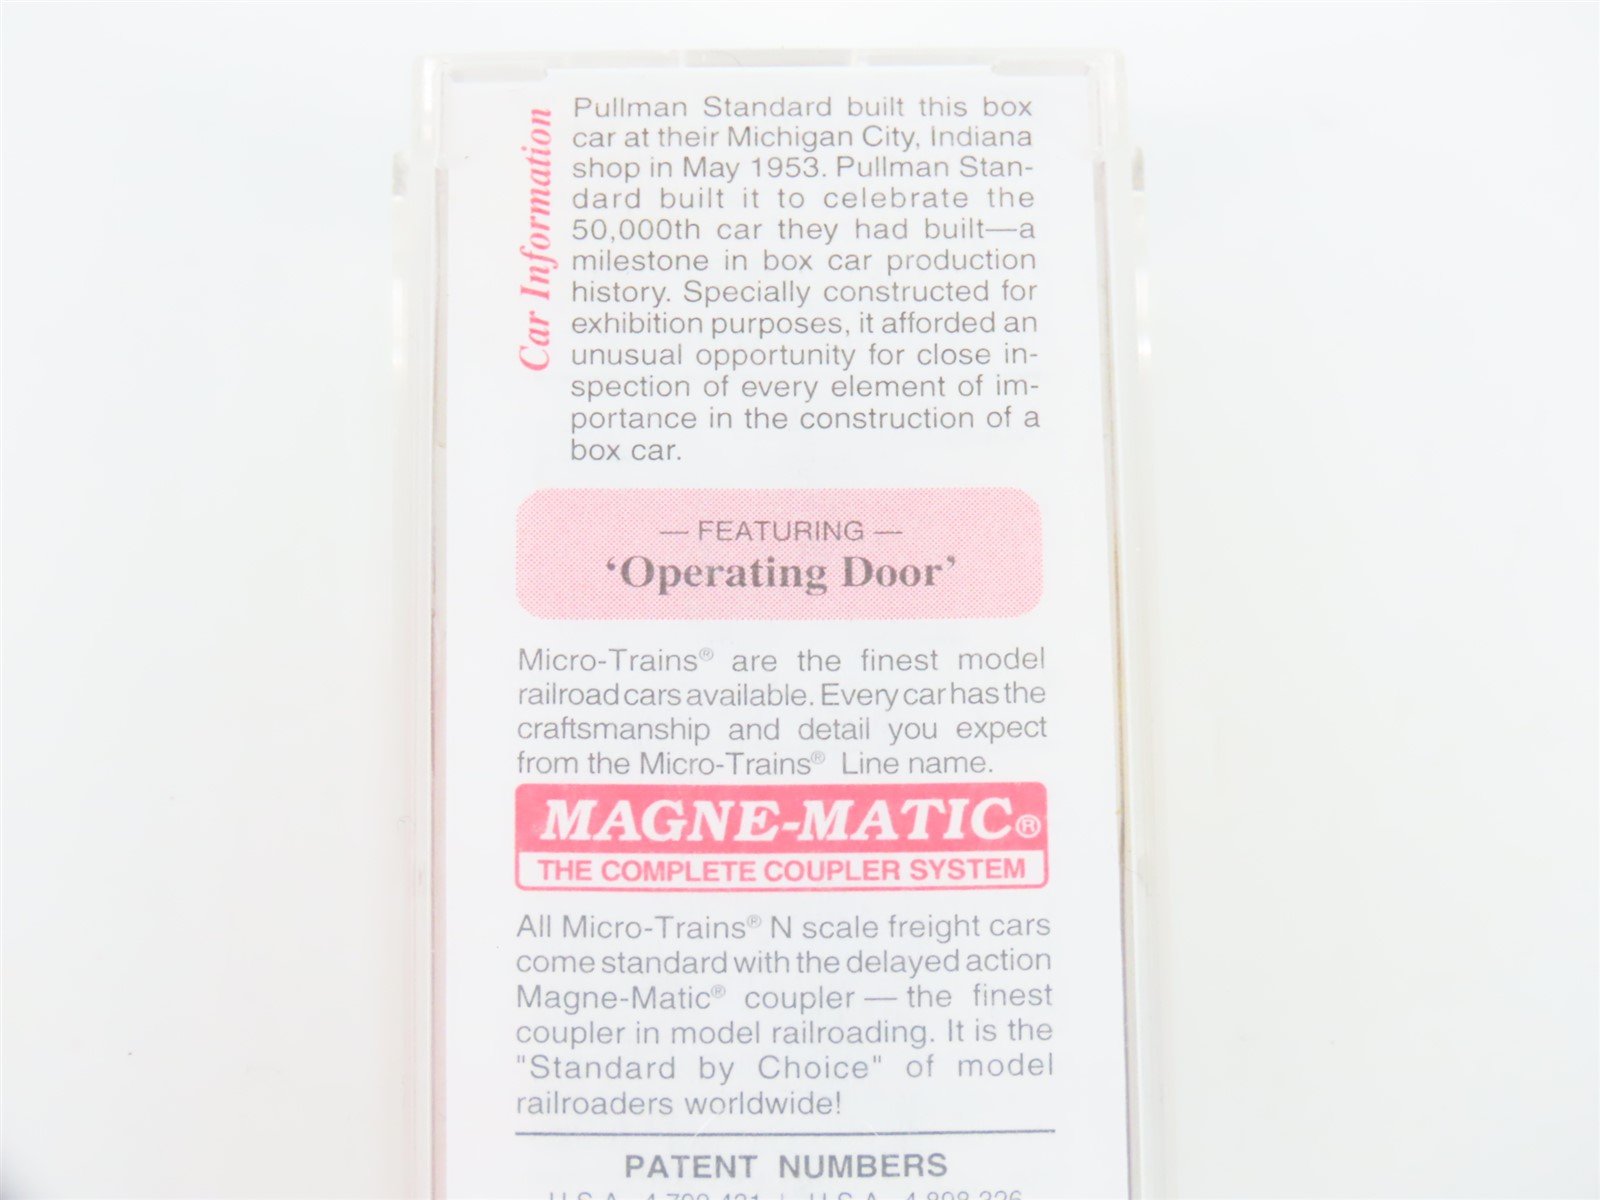 Car Information
Pullman Standard built this box
car at their Michigan City, Indiana
shop in May 1953. Pullman Stan-
dard built it to celebrate the
50,000th car they had built—a
milestone in box car production
history. Specially constructed for
exhibition purposes, it afforded an
unusual opportunity for close in-
spection of every element of im-
portance in the construction of a
box car.
— FEATURING —
‘Operating Door’
Micro-Trains® are the finest model
railroad cars available. Every car has the
craftsmanship and detail you expect
from the Micro-Trains® Line name.
MAGNE-MATIC®
THE COMPLETE COUPLER SYSTEM
All Micro-Trains® N scale freight cars
come standard with the delayed action
Magne-Matic® coupler — the finest
coupler in model railroading. It is the
"Standard by Choice" of model
railroaders worldwide!
PATENT NUMBERS